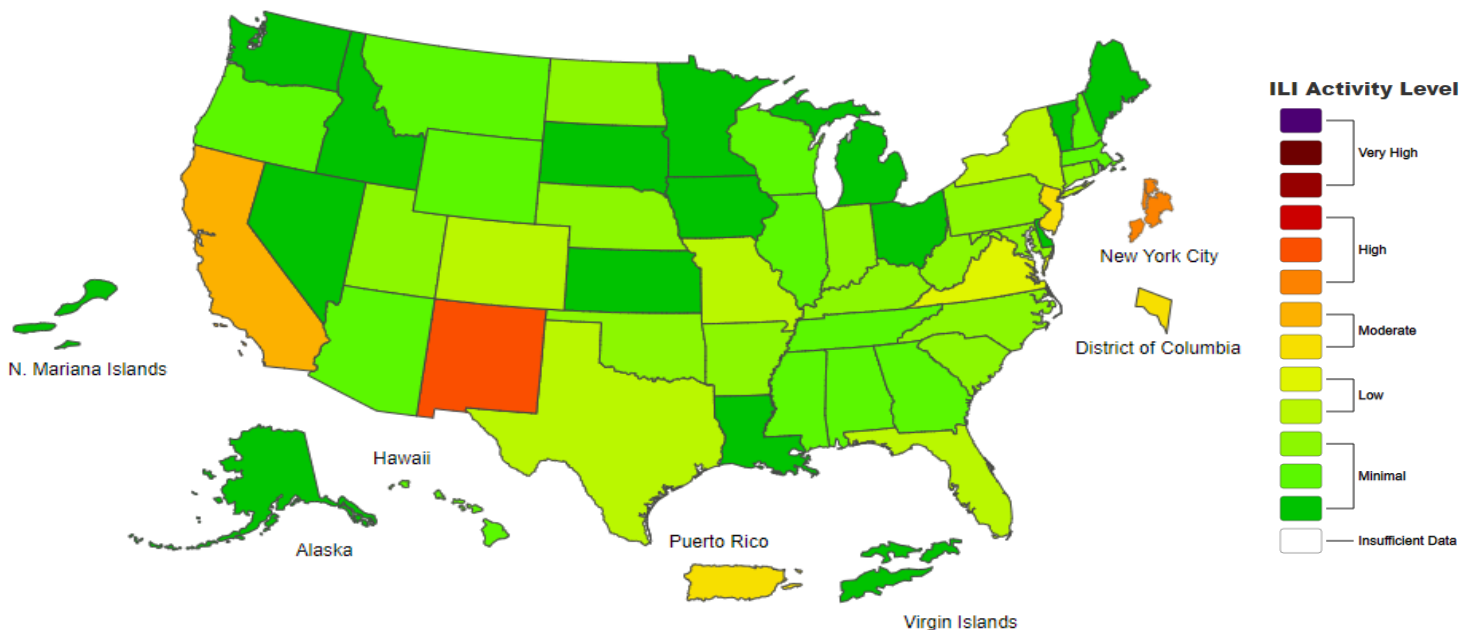 ILI Activity Level
Very High
High
Moderate
Low
Minimal
Insufficient Data
New York City
District of Columbia
N. Mariana Islands
Hawaii
Alaska
Puerto Rico
Virgin Islands